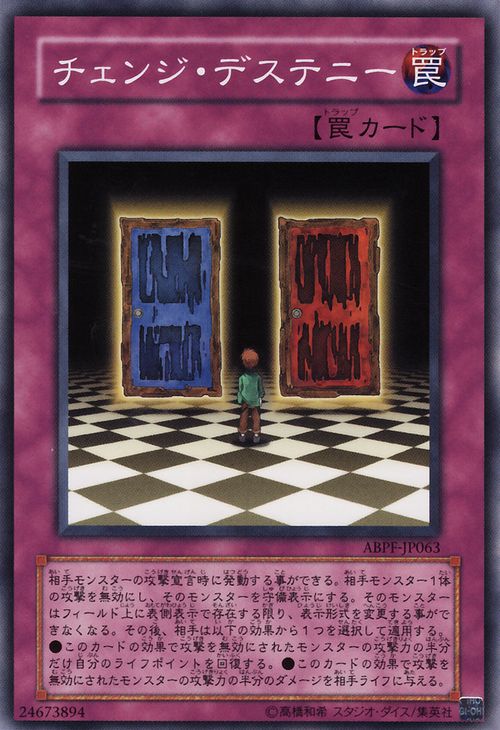 チェンジ・デステニー 罠
トラップ
【罠カード】
トラップ
ABPF-JP063
相手モンスターの攻撃宣言時に発動する事ができる。相手モンスター1体
の攻撃を無効にし、そのモンスターを守備表示にする。そのモンスター
はフィールド上に表側表示で存在する限り、表示形式を変更する事がで
きなくなる。その後、相手は以下の効果から1つを選択して適用する。
●このカードの効果で攻撃を無効にされたモンスターの攻撃力の半分
だけ自分のライフポイントを回復する。●このカードの効果で攻撃を
無効にされたモンスターの攻撃力の半分のダメージを相手ライフに与える。
24673894
©高橋和希 スタジオ・ダイス/集英社